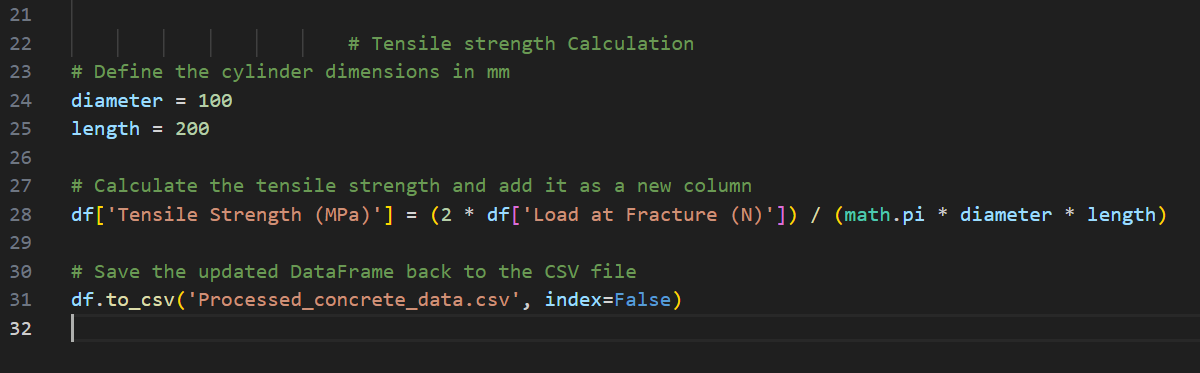 21
22 # Tensile strength Calculation
23 # Define the cylinder dimensions in mm
24 diameter = 100
25 length = 200
26
27 # Calculate the tensile strength and add it as a new column
28 df['Tensile Strength (MPa)'] = (2 * df['Load at Fracture (N)']) / (math.pi * diameter * length)
29
30 # Save the updated DataFrame back to the CSV file
31 df.to_csv('Processed_concrete_data.csv', index=False)
32